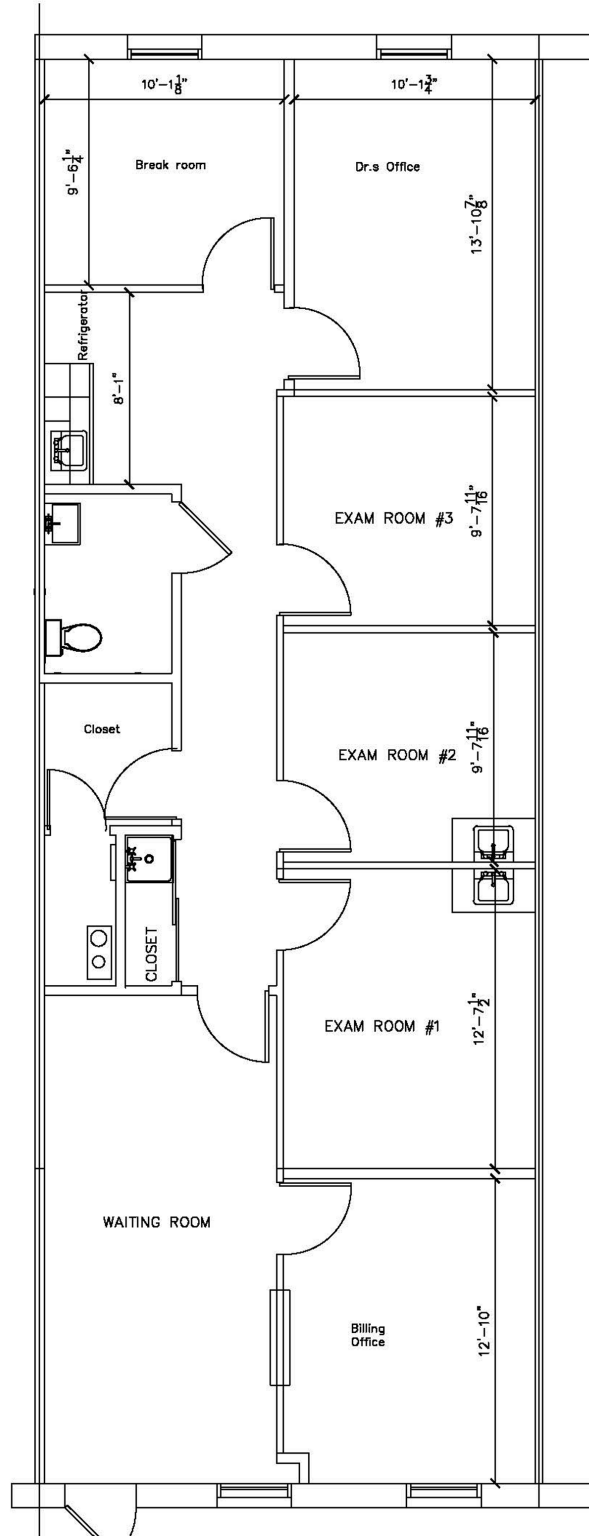 10'-1 1/8"
10'-1 3/4"
9'-6 1/4"
Break room
Dr.s Office
13'-10 7/8"
Refrigerator
8'-1"
EXAM ROOM #3
9'-7 11/16"
Closet
EXAM ROOM #2
9'-7 11/16"
CLOSET
EXAM ROOM #1
12'-7 1/2"
WAITING ROOM
Billing
Office
12'-10"